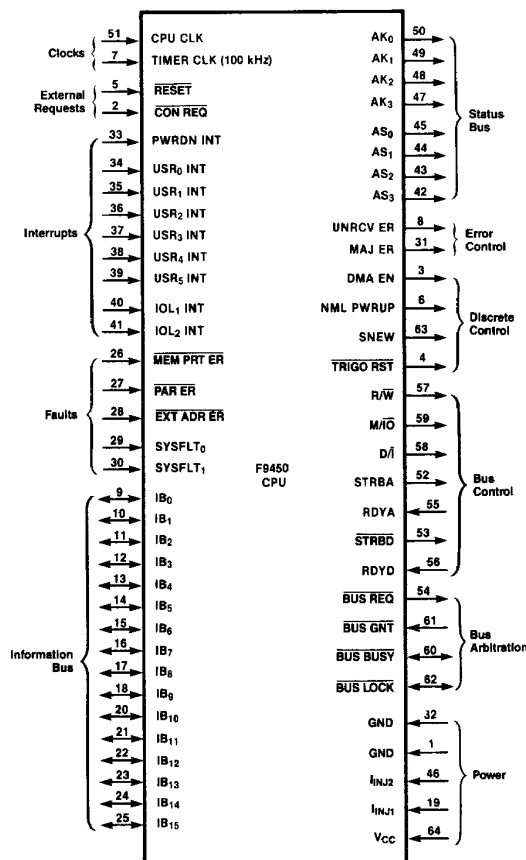 51 CPU CLK
Clocks
7 TIMER CLK (100 kHz)
External
Requests
5 RESET
2 CON REQ
33 PWRDN INT
34 USR₀ INT
35 USR₁ INT
36 USR₂ INT
Interrupts
37 USR₃ INT
38 USR₄ INT
39 USR₅ INT
40 IOL₁ INT
41 IOL₂ INT
26 MEM PRT ER
27 PAR ER
Faults
28 EXT ADR ER
29 SYSFLT₀
30 SYSFLT₁
F9450
CPU
9 IB₀
10 IB₁
11 IB₂
12 IB₃
13 IB₄
14 IB₅
15 IB₆
16 IB₇
Information
Bus
17 IB₈
18 IB₉
20 IB₁₀
21 IB₁₁
22 IB₁₂
23 IB₁₃
24 IB₁₄
25 IB₁₅
AK₀ 50
AK₁ 49
AK₂ 48
AK₃ 47
Status
Bus
AS₀ 45
AS₁ 44
AS₂ 43
AS₃ 42
UNRCV ER 8
Error
Control
MAJ ER 31
DMA EN 3
NML PWRUP 6
Discrete
Control
SNEW 63
TRIGO RST 4
R/W 57
M/IO 59
D/I 58
STRBA 52
Bus
Control
RDYA 55
STRBD 53
RDYD 56
BUS REQ 54
BUS GNT 61
Bus
Arbitration
BUS BUSY 60
BUS LOCK 62
GND 32
GND 1
Power
I_INJ2 46
I_INJ1 19
V_CC 64